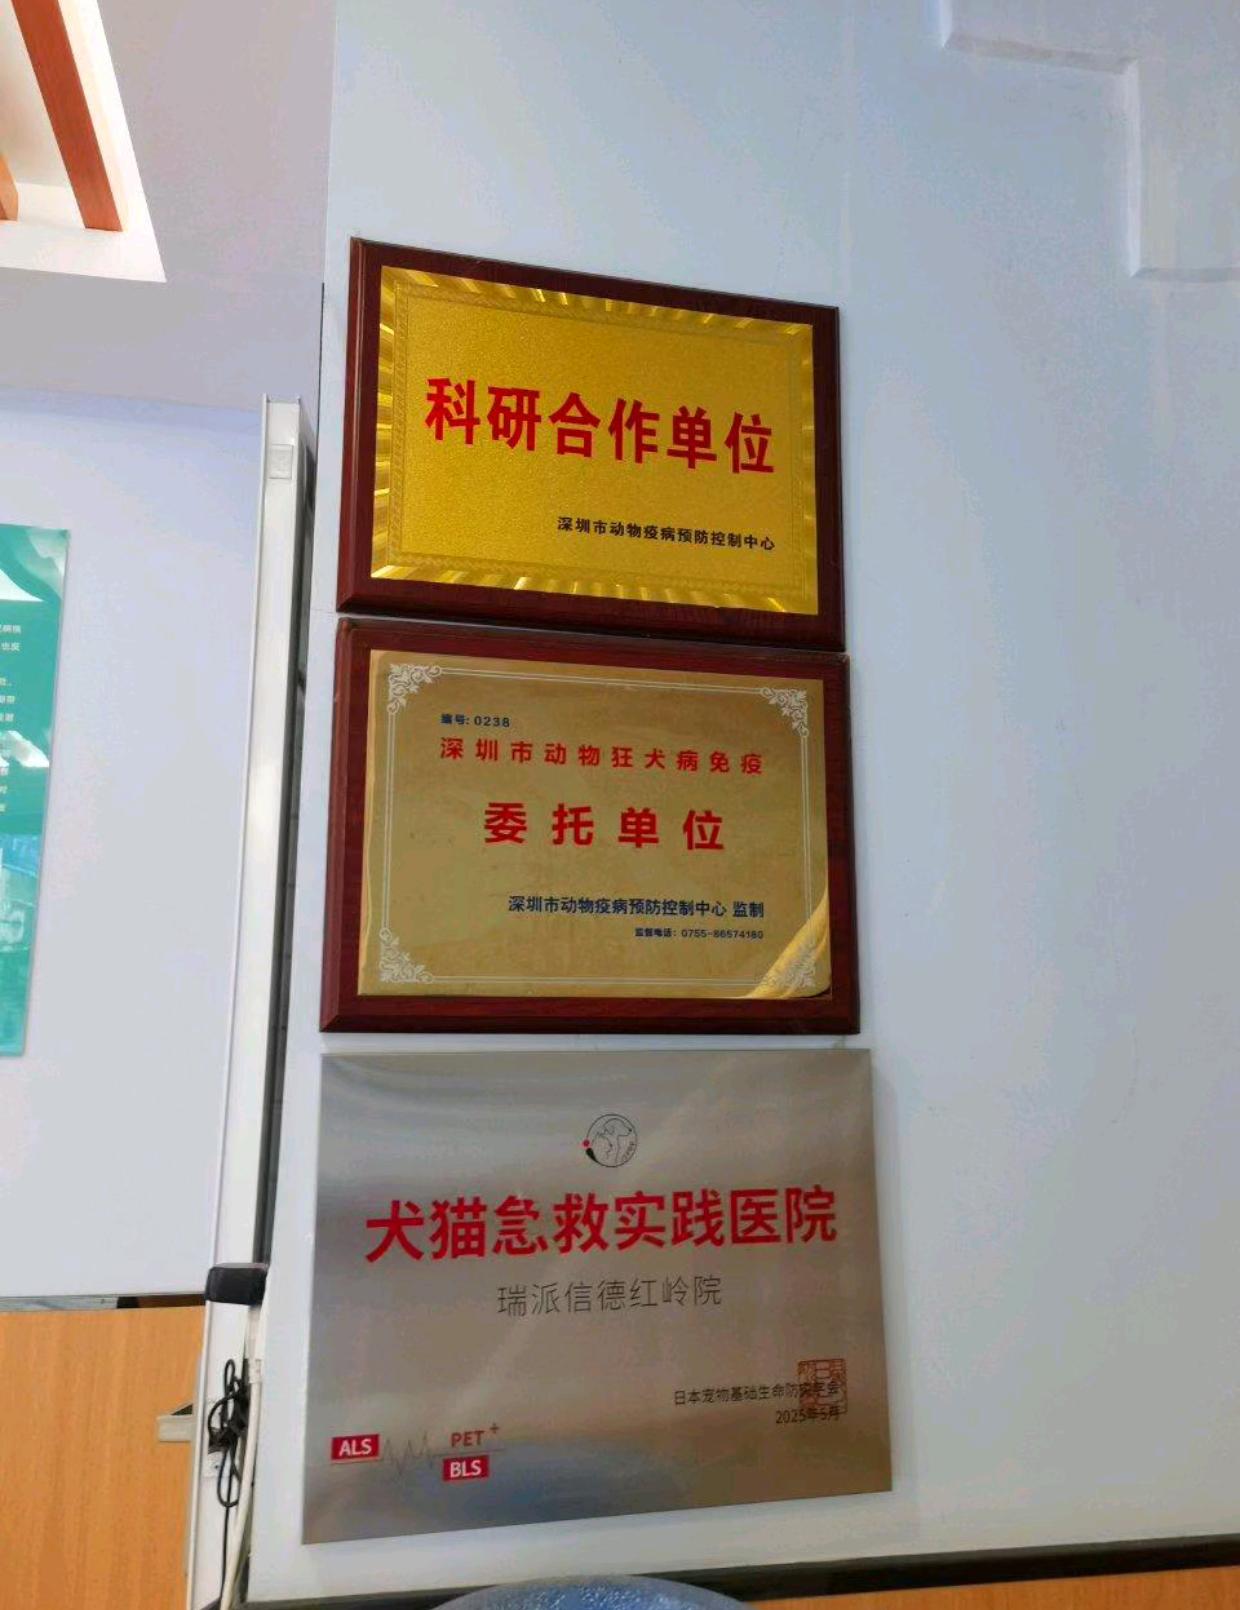 科研合作单位
深圳市动物疫病预防控制中心
编号: 0238
深圳市动物狂犬病免疫
委托单位
深圳市动物疫病预防控制中心 监制
监督电话: 0755-86574180
犬猫急救实践医院
瑞派信德红岭院
日本宠物基础生命防灾学会
2025年5月
ALS
PET+
BLS